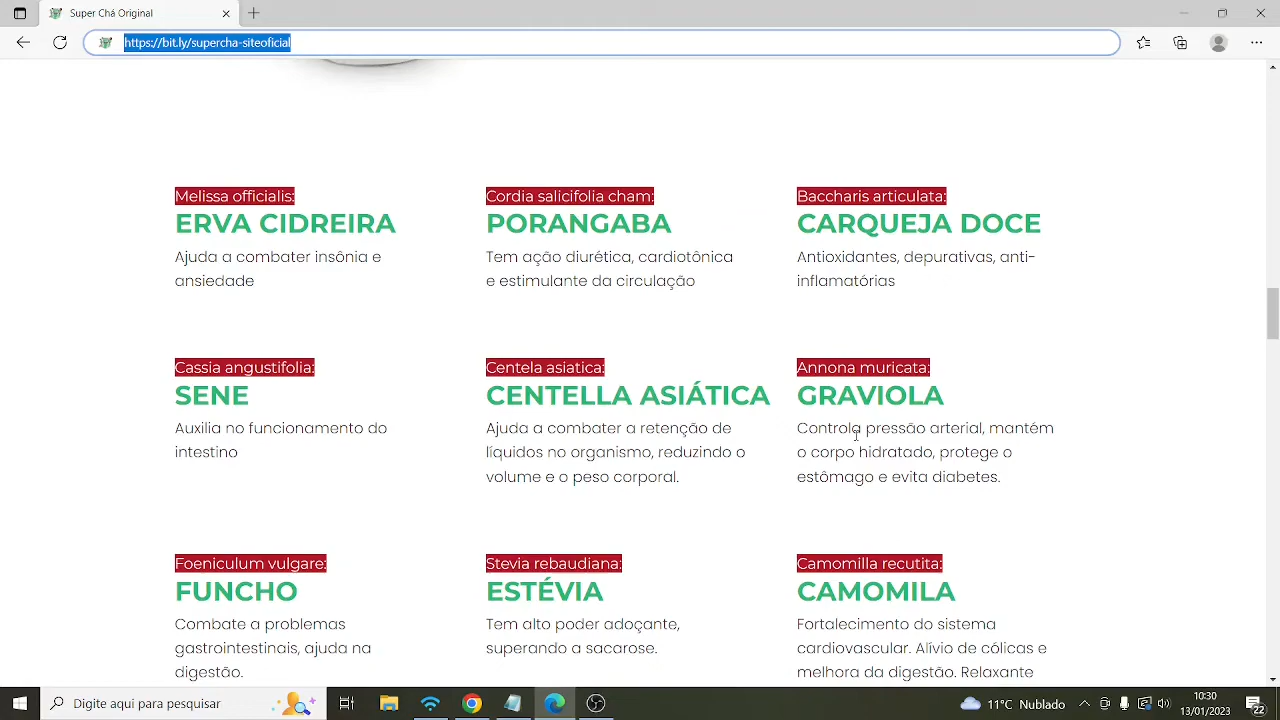 Super Chá Original
https://bit.ly/supercha-siteoficial
Melissa officialis:
ERVA CIDREIRA
Ajuda a combater insônia e
ansiedade
Cordia salicifolia cham:
PORANGABA
Tem ação diurética, cardiotônica
e estimulante da circulação
Baccharis articulata:
CARQUEJA DOCE
Antioxidantes, depurativas, anti-
inflamatórias
Cassia angustifolia:
SENE
Auxilia no funcionamento do
intestino
Centela asiatica:
CENTELLA ASIÁTICA
Ajuda a combater a retenção de
líquidos no organismo, reduzindo o
volume e o peso corporal.
Annona muricata:
GRAVIOLA
Controla pressão arterial, mantém
o corpo hidratado, protege o
estômago e evita diabetes.
Foeniculum vulgare:
FUNCHO
Combate a problemas
gastrointestinais, ajuda na
digestão.
Stevia rebaudiana:
ESTÉVIA
Tem alto poder adoçante,
superando a sacarose.
Camomilla recutita:
CAMOMILA
Fortalecimento do sistema
cardiovascular. Alívio de cólicas e
melhora da digestão. Relaxante
Digite aqui para pesquisar
11°C Nublado
10:30
13/01/2023
22